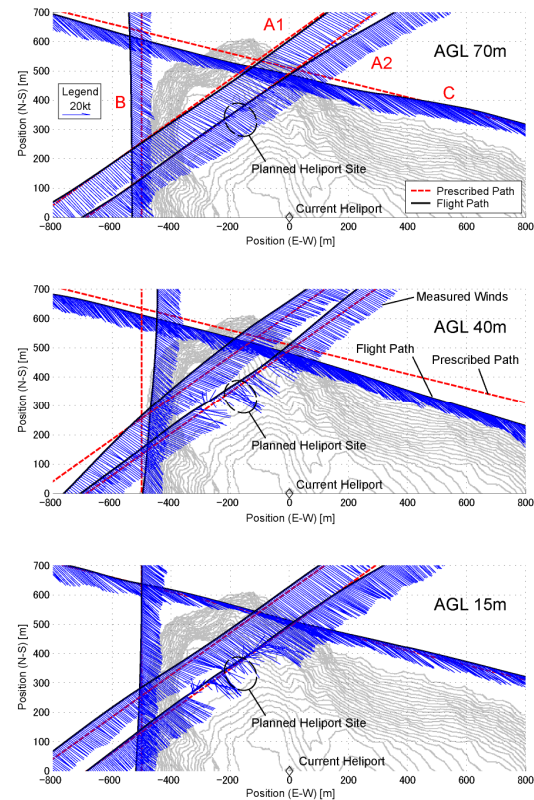 700
600
500
400
300
200
100
0
Position (N-S) [m]
A1
AGL 70m
A2
Legend
20kt
B
C
Planned Heliport Site
Prescribed Path
Flight Path
Current Heliport
−800 −600 −400 −200 0 200 400 600 800
Position (E-W) [m]
700
600
500
400
300
200
100
0
Position (N-S) [m]
Measured Winds
AGL 40m
Flight Path
Prescribed Path
Planned Heliport Site
Current Heliport
−800 −600 −400 −200 0 200 400 600 800
Position (E-W) [m]
700
600
500
400
300
200
100
0
Position (N-S) [m]
AGL 15m
Planned Heliport Site
Current Heliport
−800 −600 −400 −200 0 200 400 600 800
Position (E-W) [m]